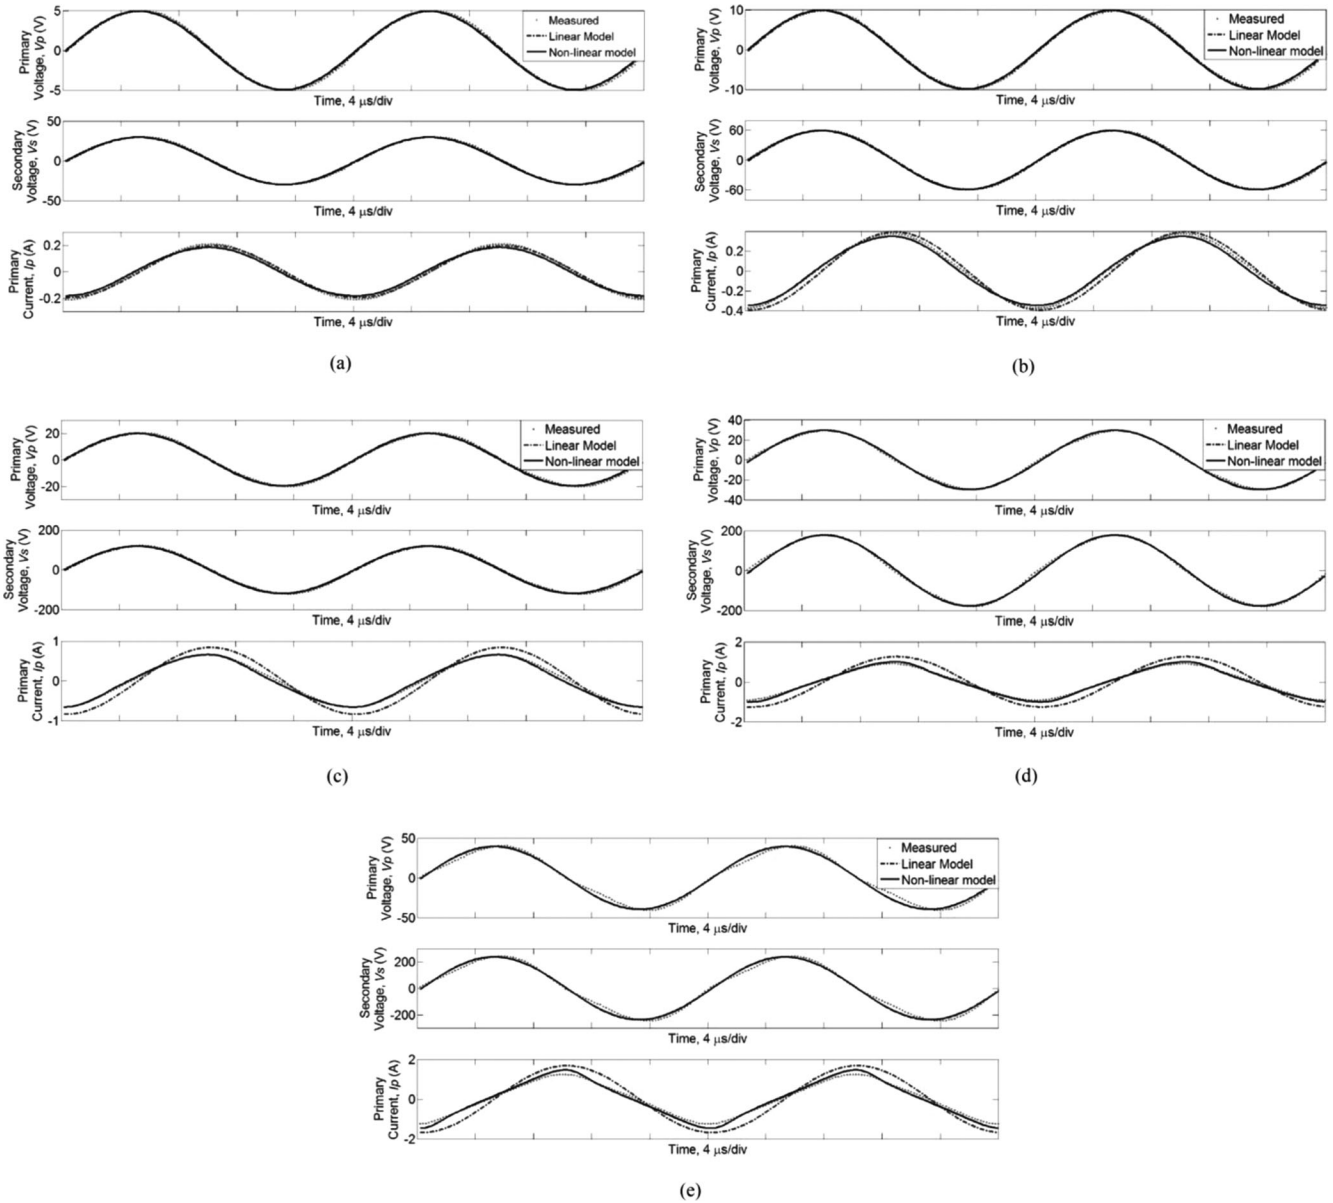 Primary
Voltage, Vp (V)
5
0
-5
Measured
Linear Model
Non-linear model
Time, 4 μs/div
Secondary
Voltage, Vs (V)
50
0
-50
Time, 4 μs/div
Primary
Current, Ip (A)
0.2
0
-0.2
Time, 4 μs/div
(a)
Primary
Voltage, Vp (V)
10
0
-10
Measured
Linear Model
Non-linear model
Time, 4 μs/div
Secondary
Voltage, Vs (V)
60
0
-60
Time, 4 μs/div
Primary
Current, Ip (A)
0.2
0
-0.2
-0.4
Time, 4 μs/div
(b)
Primary
Voltage, Vp (V)
20
0
-20
Measured
Linear Model
Non-linear model
Time, 4 μs/div
Secondary
Voltage, Vs (V)
200
0
-200
Time, 4 μs/div
Primary
Current, Ip (A)
1
0
-1
Time, 4 μs/div
(c)
Primary
Voltage, Vp (V)
40
20
0
-20
-40
Measured
Linear Model
Non-linear model
Time, 4 μs/div
Secondary
Voltage, Vs (V)
200
0
-200
Time, 4 μs/div
Primary
Current, Ip (A)
2
0
-2
Time, 4 μs/div
(d)
Primary
Voltage, Vp (V)
50
0
-50
Measured
Linear Model
Non-linear model
Time, 4 μs/div
Secondary
Voltage, Vs (V)
200
0
-200
Time, 4 μs/div
Primary
Current, Ip (A)
2
0
-2
Time, 4 μs/div
(e)